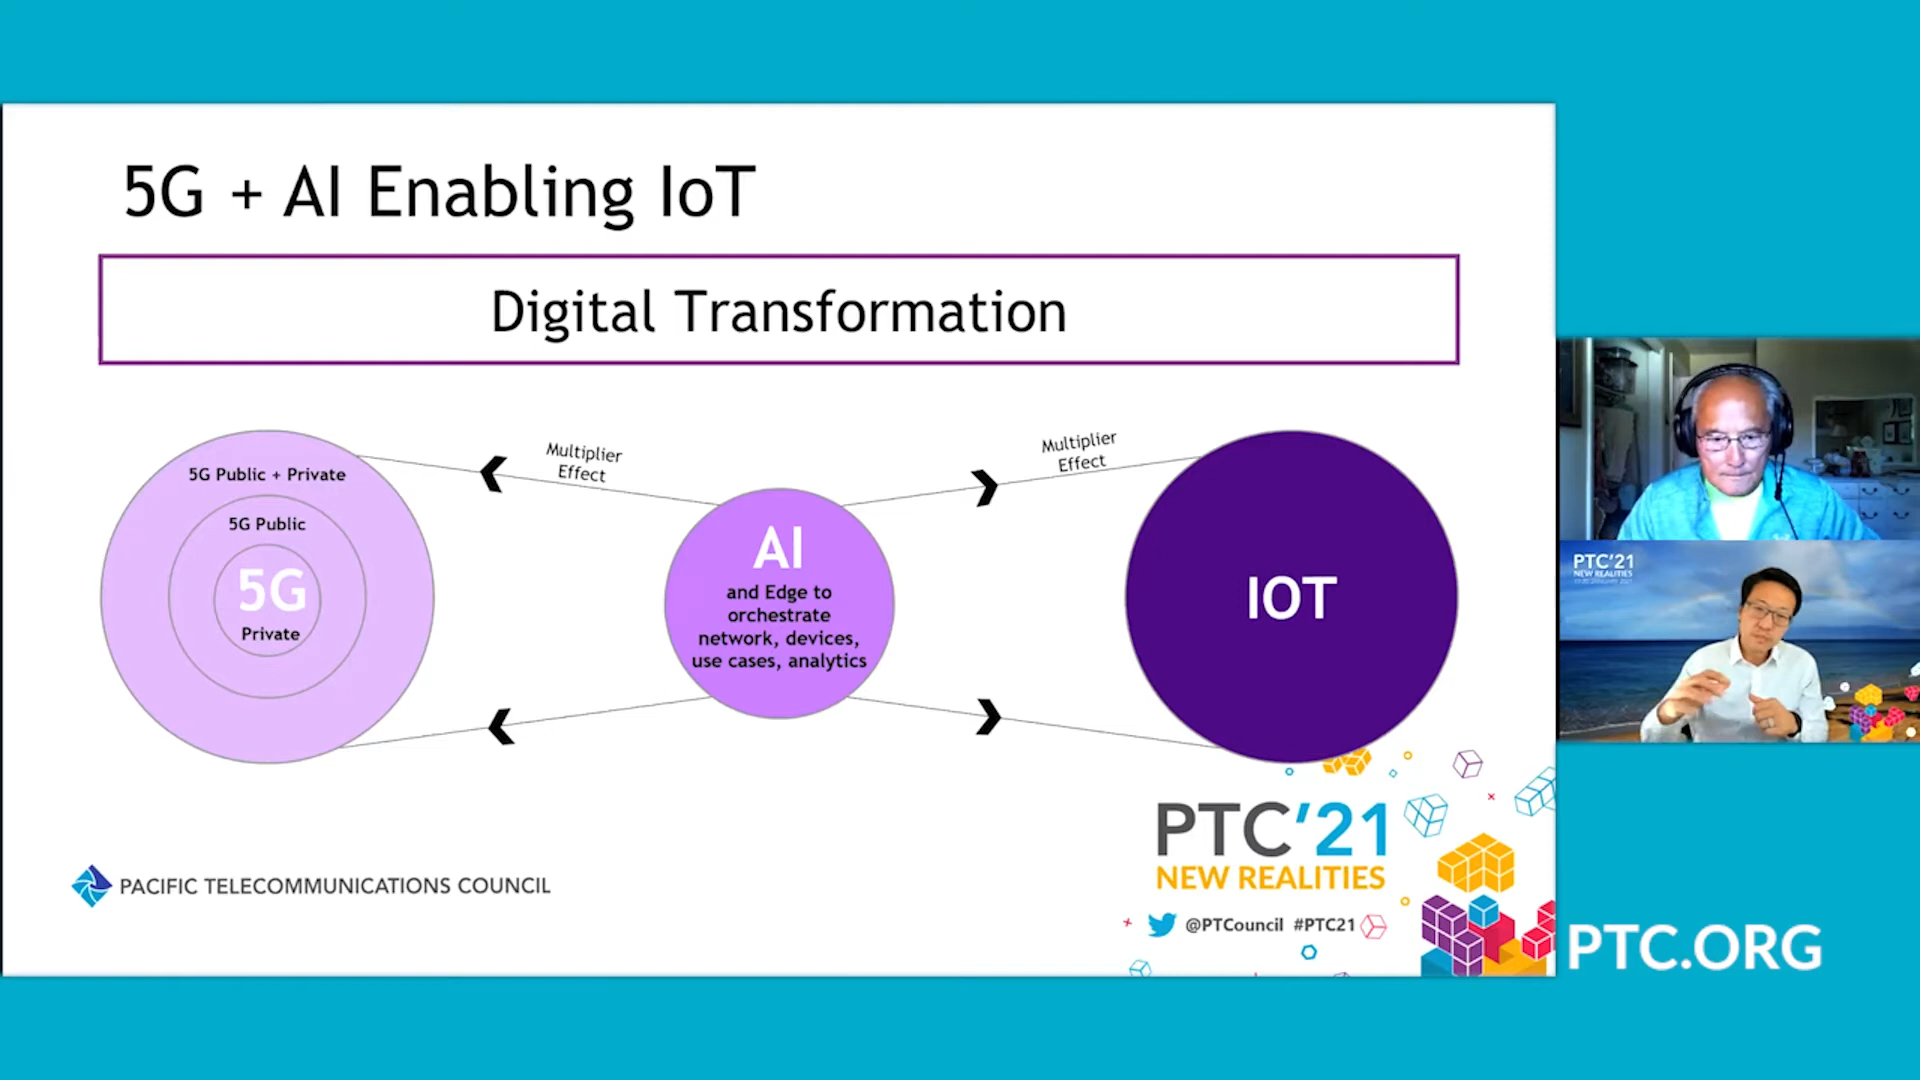 5G + AI Enabling IoT
Digital Transformation
5G Public + Private
5G Public
5G
Private
Multiplier
Effect
AI
and Edge to
orchestrate
network, devices,
use cases, analytics
Multiplier
Effect
IOT
PACIFIC TELECOMMUNICATIONS COUNCIL
PTC'21
NEW REALITIES
@PTCouncil #PTC21
PTC'21
NEW REALITIES
PTC.ORG